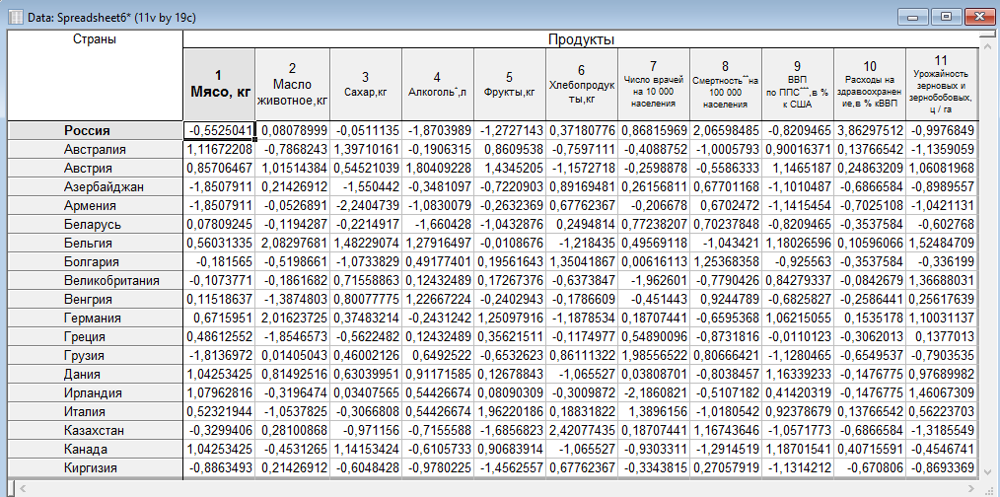 Data: Spreadsheet6* (11v by 19c)
Страны Продукты
1 Мясо, кг 2 Масло животное,кг 3 Сахар,кг 4 Алкоголь*,л 5 Фрукты,кг 6 Хлебопродукты,кг 7 Число врачей на 10 000 населения 8 Смертность**на 100 000 населения 9 ВВП по ППС***,в % к США 10 Расходы на здравоохранение,в % кВВП 11 Урожайность зерновых и зернобобовых, ц / га
Россия -0,5525041 0,08078999 -0,0511135 -1,8703989 -1,2727143 0,37180776 0,86815969 2,06598485 -0,8209465 3,86297512 -0,9976849
Австралия 1,11672208 -0,7868243 1,39710161 -0,1906315 0,8609538 -0,7597111 -0,4088752 -1,0005793 0,90016371 0,13766542 -1,1359059
Австрия 0,85706467 1,01514384 0,54521039 1,80409228 1,4345205 -1,1572718 -0,2598878 -0,5586333 1,1465187 0,24863209 1,06081968
Азербайджан -1,8507911 0,21426912 -1,550442 -0,3481097 -0,7220903 0,89169481 0,26156811 0,67701168 -1,1010487 -0,6866584 -0,8989557
Армения -1,8507911 -0,0526891 -2,2404739 -1,0830079 -0,2632369 0,67762367 -0,206678 0,6702472 -1,1415454 -0,7025108 -1,0421131
Беларусь 0,07809245 -0,1194287 -0,2214917 -1,660428 -1,0432876 0,2494814 0,77238207 0,70237848 -0,8209465 -0,3537584 -0,602768
Бельгия 0,56031335 2,08297681 1,48229074 1,27916497 -0,0108676 -1,218435 0,49569118 -1,043421 1,18026596 0,10596066 1,52484709
Болгария -0,181565 -0,5198661 -1,0733829 0,49177401 0,19561643 1,35041867 0,00616113 1,25368358 -0,925563 -0,3537584 -0,336199
Великобритания -0,1073771 -0,1861682 0,71558863 0,12432489 0,17267376 -0,6373847 -1,962601 -0,7790426 0,84279337 -0,0842679 1,36688031
Венгрия 0,11518637 -1,3874803 0,80077775 1,22667224 -0,2402943 -0,1786609 -0,451443 0,9244789 -0,6825827 -0,2586441 0,25617639
Германия 0,6715951 2,01623725 0,37483214 -0,2431242 1,25097916 -1,1878534 0,18707441 -0,6595368 1,06215055 0,1535178 1,10031137
Греция 0,48612552 -1,8546573 -0,5622482 0,12432489 0,35621511 -0,1174977 0,54890096 -0,8731816 -0,0110123 -0,3062013 0,1377013
Грузия -1,8136972 0,01405043 0,46002126 0,6492522 -0,6532623 0,86111322 1,98556522 0,80666421 -1,1280465 -0,6549537 -0,7903535
Дания 1,04253425 0,81492516 0,63039951 0,91171585 0,12678843 -1,065527 0,03808701 -0,8038457 1,16339233 -0,1476775 0,97689982
Ирландия 1,07962816 -0,3196474 0,03407565 0,54426674 0,08090309 -0,3009872 -2,1860821 -0,5107182 0,41420319 -0,1476775 1,46067309
Италия 0,52321944 -1,0537825 -0,3066808 0,54426674 1,96220186 0,18831822 1,3896156 -1,0180542 0,92378679 0,13766542 0,56223703
Казахстан -0,3299406 0,28100868 -0,971156 -0,7155588 -1,6856823 2,42077435 0,18707441 1,16743646 -1,0571773 -0,6866584 -1,3185549
Канада 1,04253425 -0,4531265 1,14153424 -0,6105733 0,90683914 -1,065527 -0,9303311 -1,2914519 1,18701541 0,40715591 -0,4546741
Киргизия -0,8863493 0,21426912 -0,6048428 -0,9780225 -1,4562557 0,67762367 -0,3343815 0,27057919 -1,1314212 -0,670806 -0,8693369